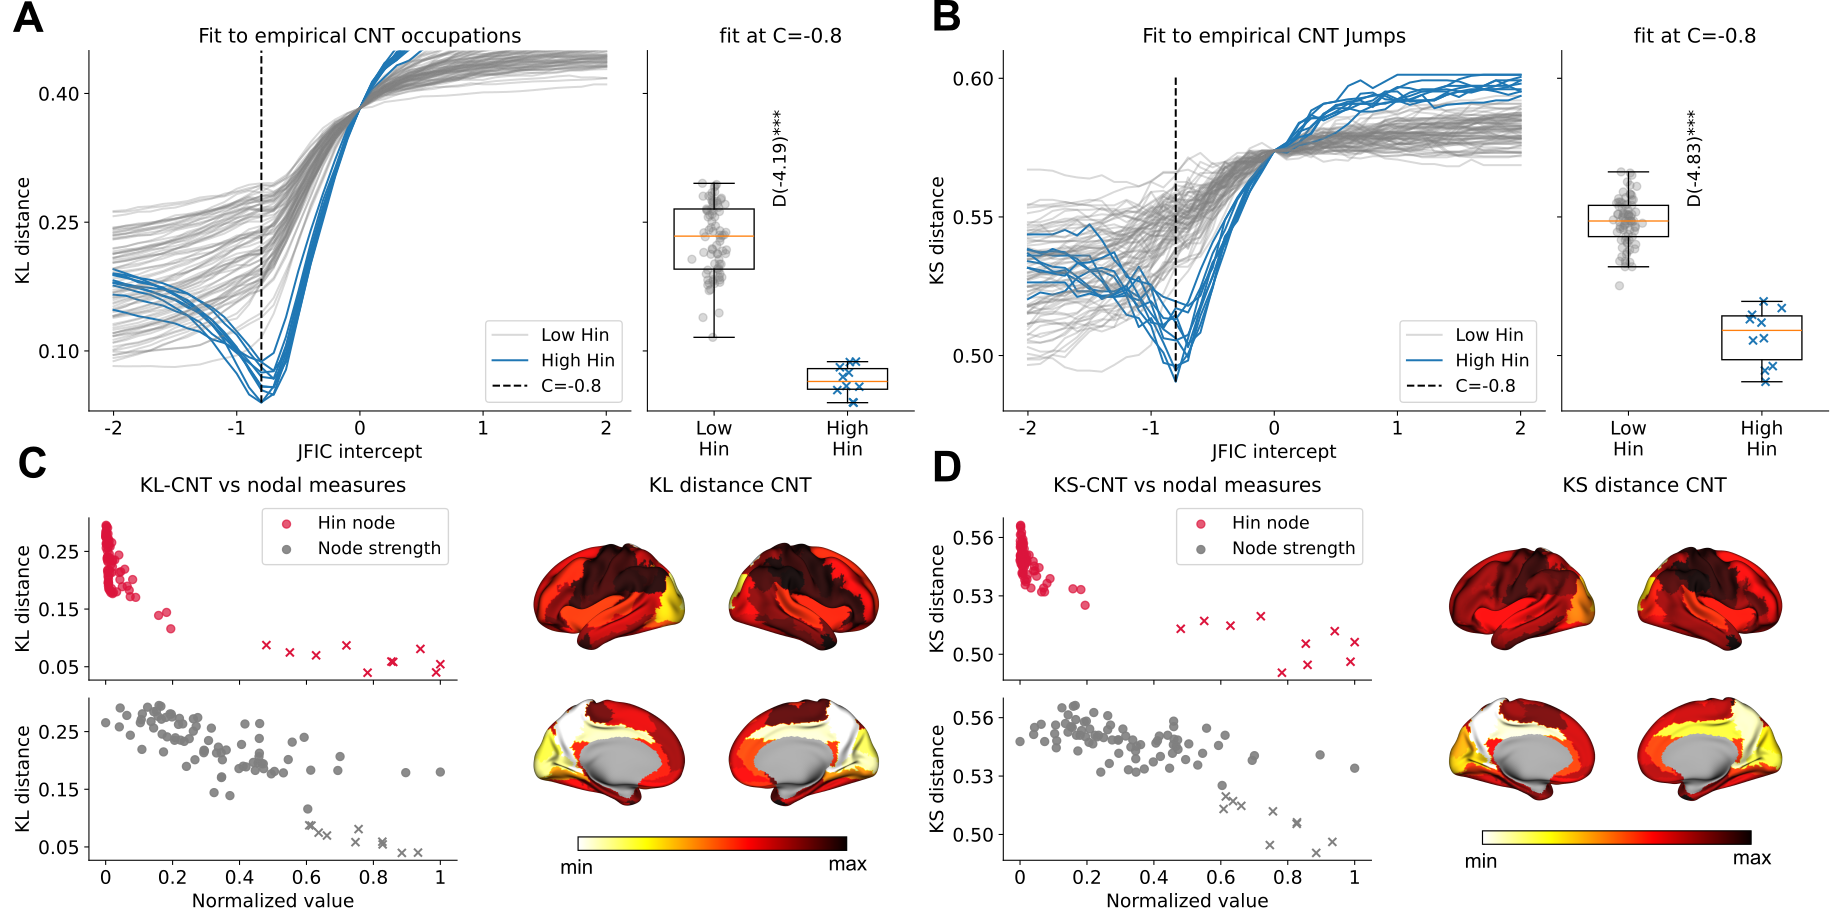 A
Fit to empirical CNT occupations
fit at C=-0.8
KL distance
0.40
0.25
0.10
D(-4.19)***
Low Hin
High Hin
C=-0.8
-2
-1
0
1
2
JFIC intercept
Low
Hin
High
Hin
B
Fit to empirical CNT Jumps
fit at C=-0.8
KS distance
0.60
0.55
0.50
D(-4.83)***
Low Hin
High Hin
C=-0.8
-2
-1
0
1
2
JFIC intercept
Low
Hin
High
Hin
C
KL-CNT vs nodal measures
KL distance CNT
Hin node
Node strength
KL distance
0.25
0.15
0.05
KL distance
0.25
0.15
0.05
0
0.2
0.4
0.6
0.8
1
Normalized value
min
max
D
KS-CNT vs nodal measures
KS distance CNT
Hin node
Node strength
KS distance
0.56
0.53
0.50
KS distance
0.56
0.53
0.50
0
0.2
0.4
0.6
0.8
1
Normalized value
min
max